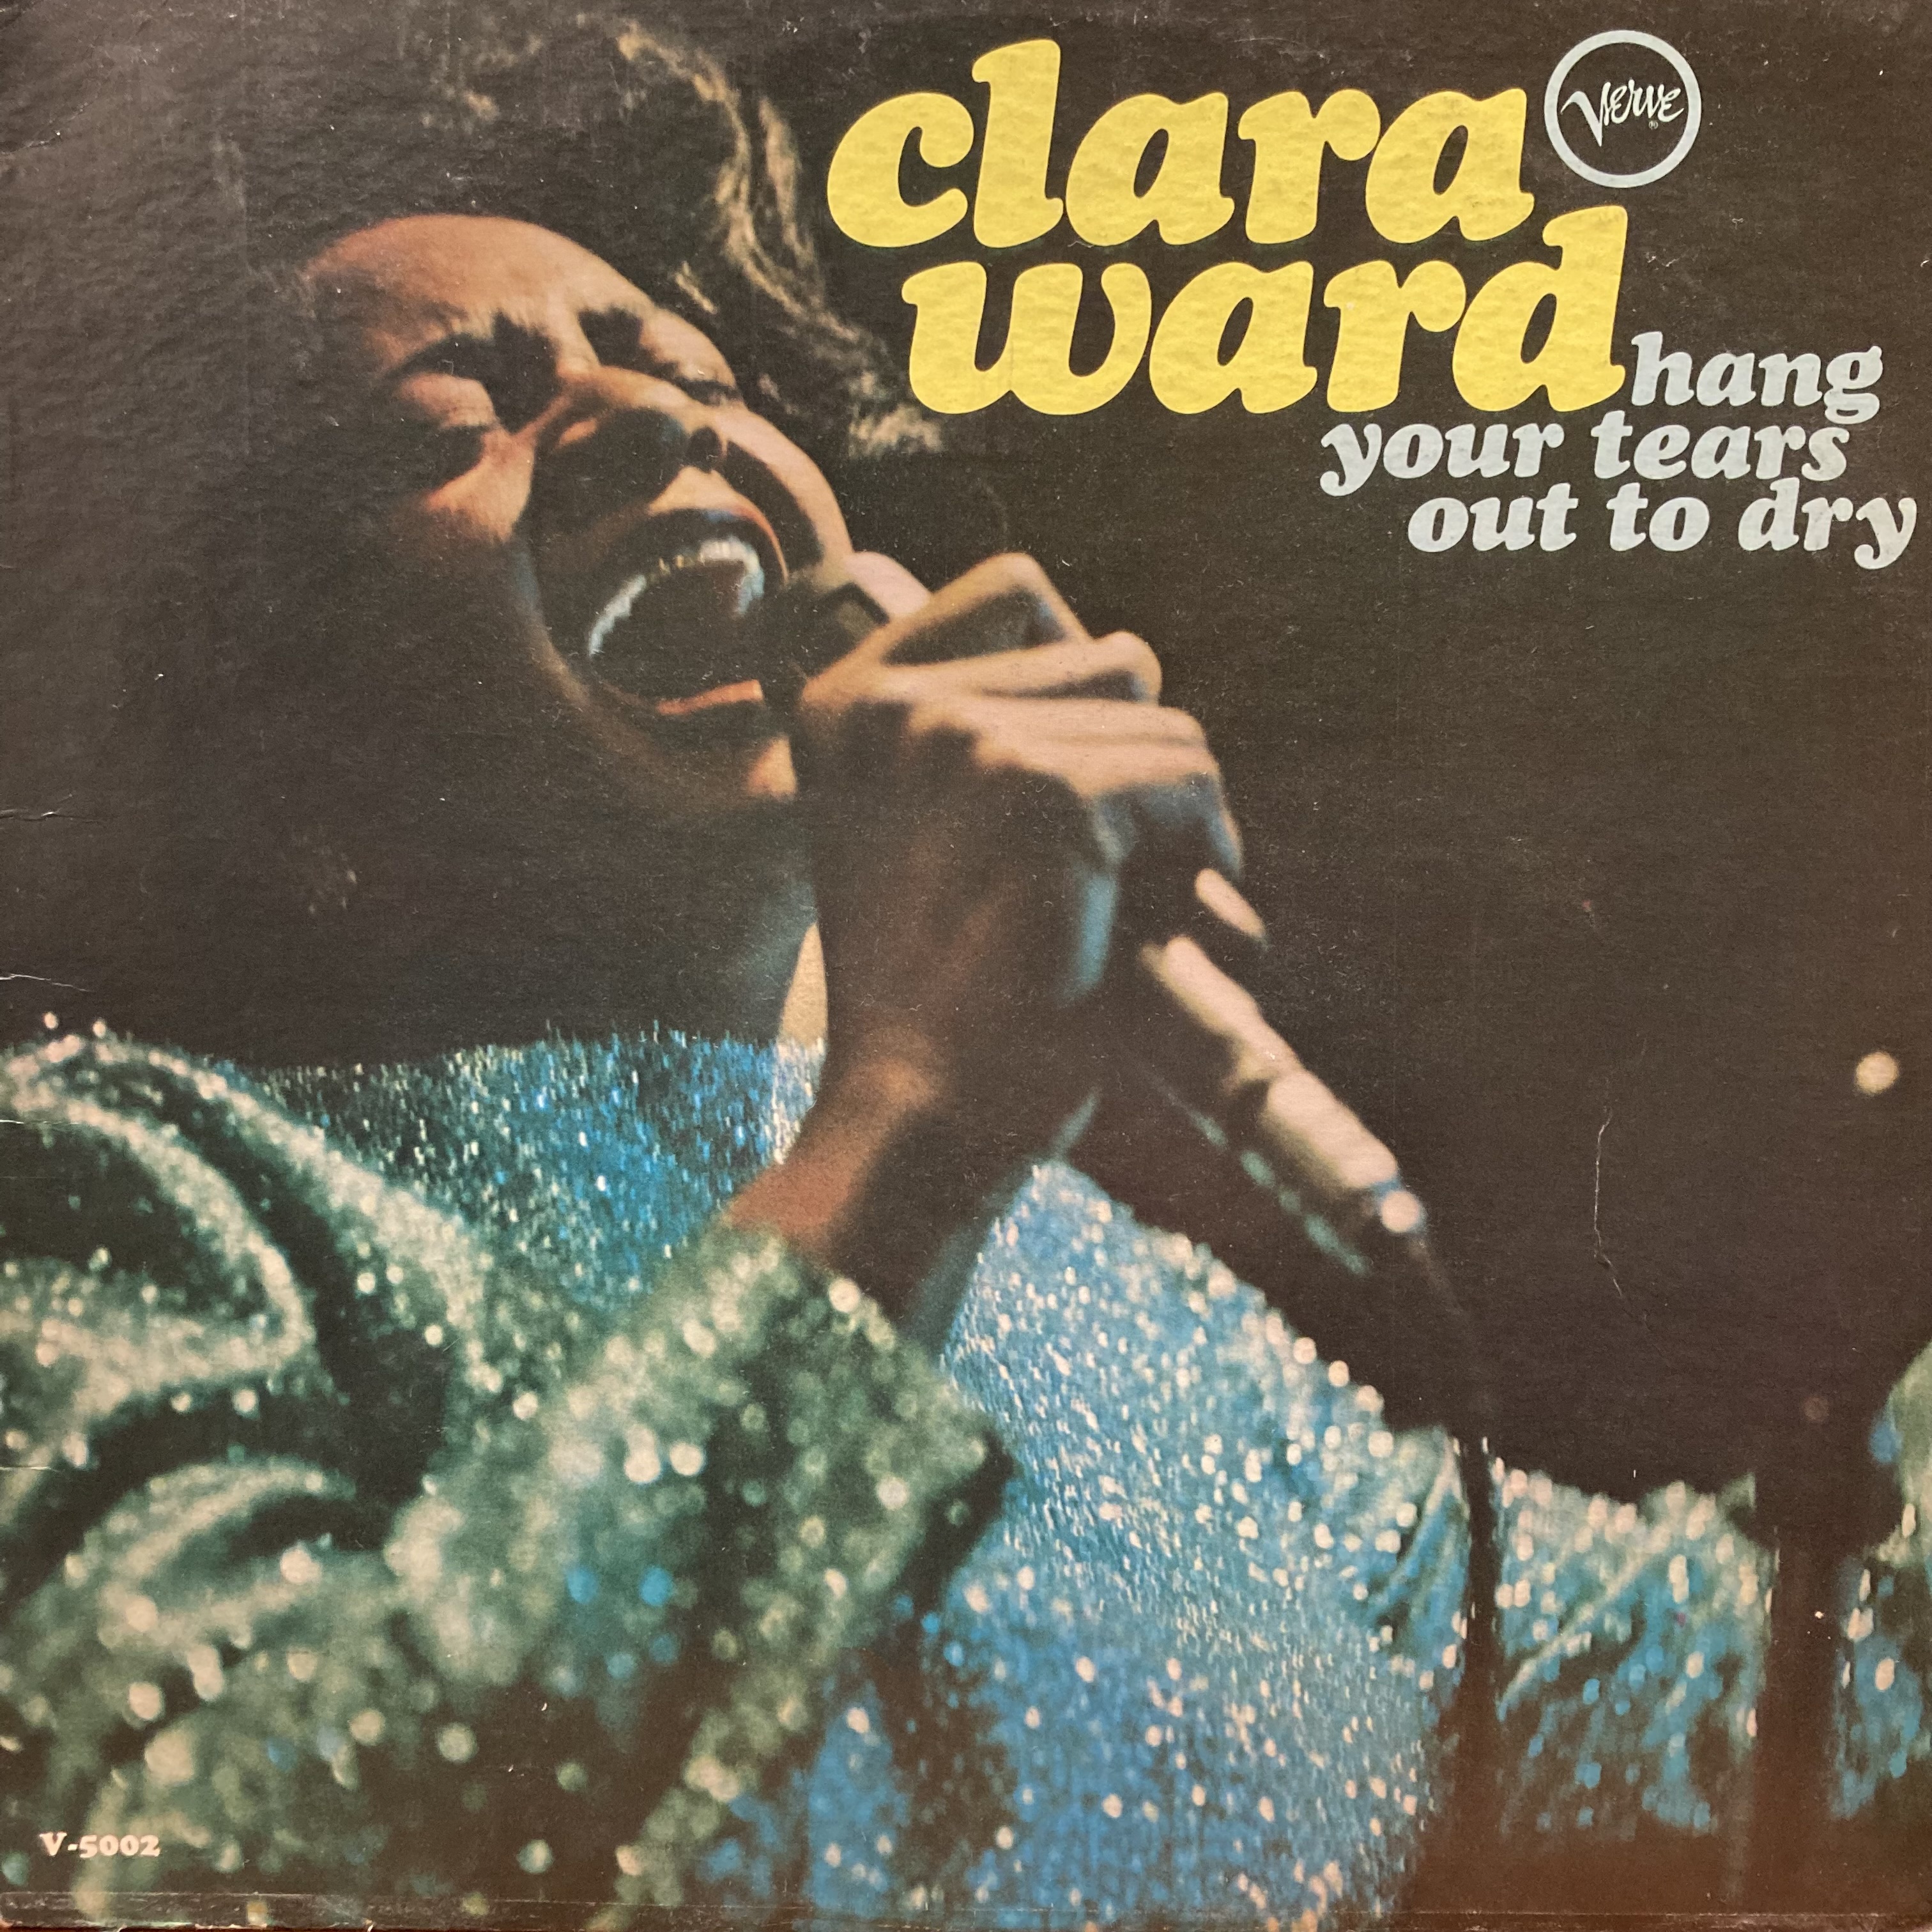 clara
Verve®
ward
hang
your tears
out to dry
V-5002